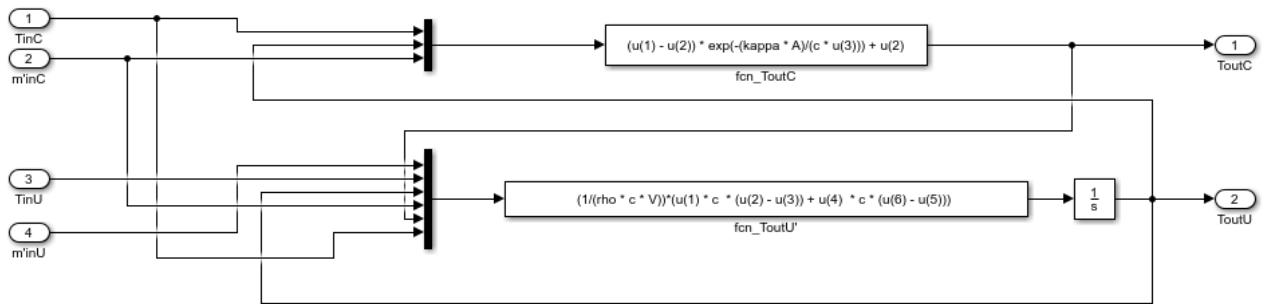 1
TinC
2
m'inC
(u(1) - u(2)) * exp(-(kappa * A)/(c * u(3))) + u(2)
fcn_ToutC
1
ToutC
3
TinU
4
m'inU
(1/(rho * c * V))*(u(1) * c  * (u(2) - u(3)) + u(4)  * c * (u(6) - u(5)))
fcn_ToutU'
1
s
2
ToutU